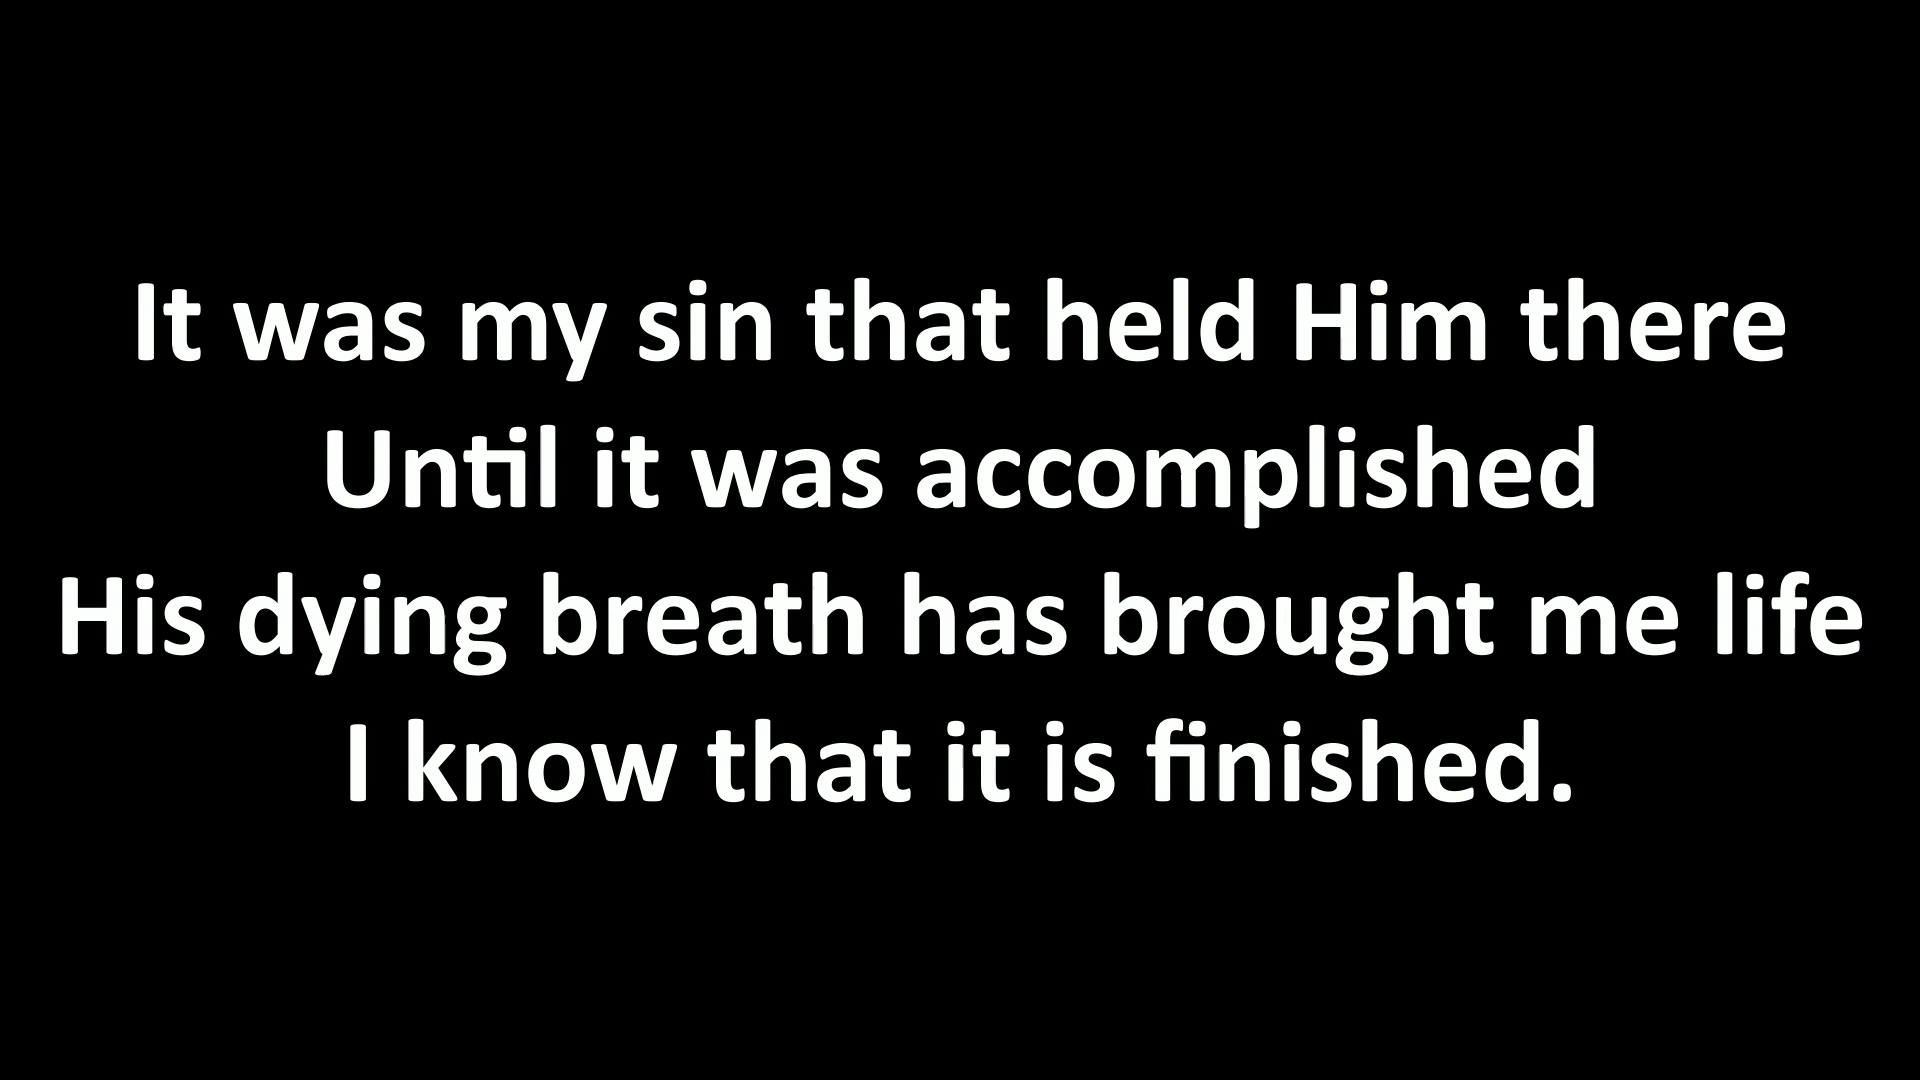 It was my sin that held Him there
Until it was accomplished
His dying breath has brought me life
I know that it is finished.